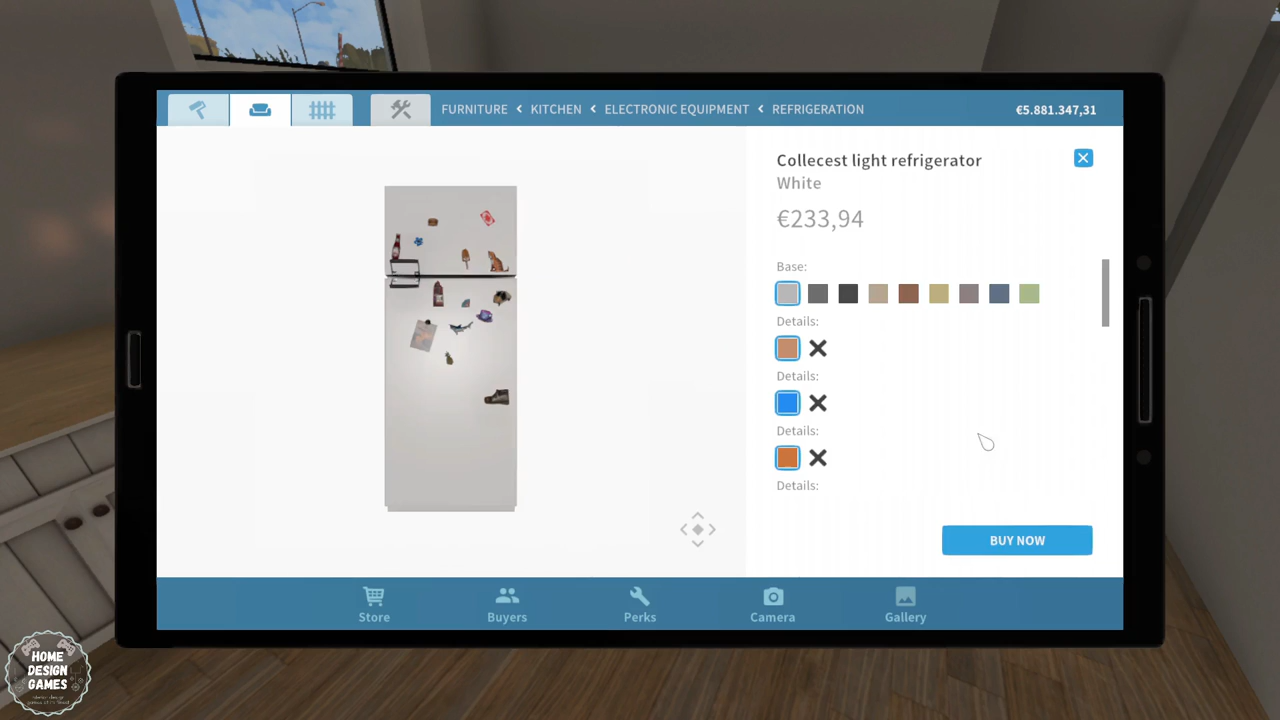 FURNITURE < KITCHEN < ELECTRONIC EQUIPMENT < REFRIGERATION
€5.881.347,31
Collecest light refrigerator
White
€233,94
Base:
Details:
Details:
Details:
Details:
BUY NOW
Store
Buyers
Perks
Camera
Gallery
HOME
DESIGN
GAMES